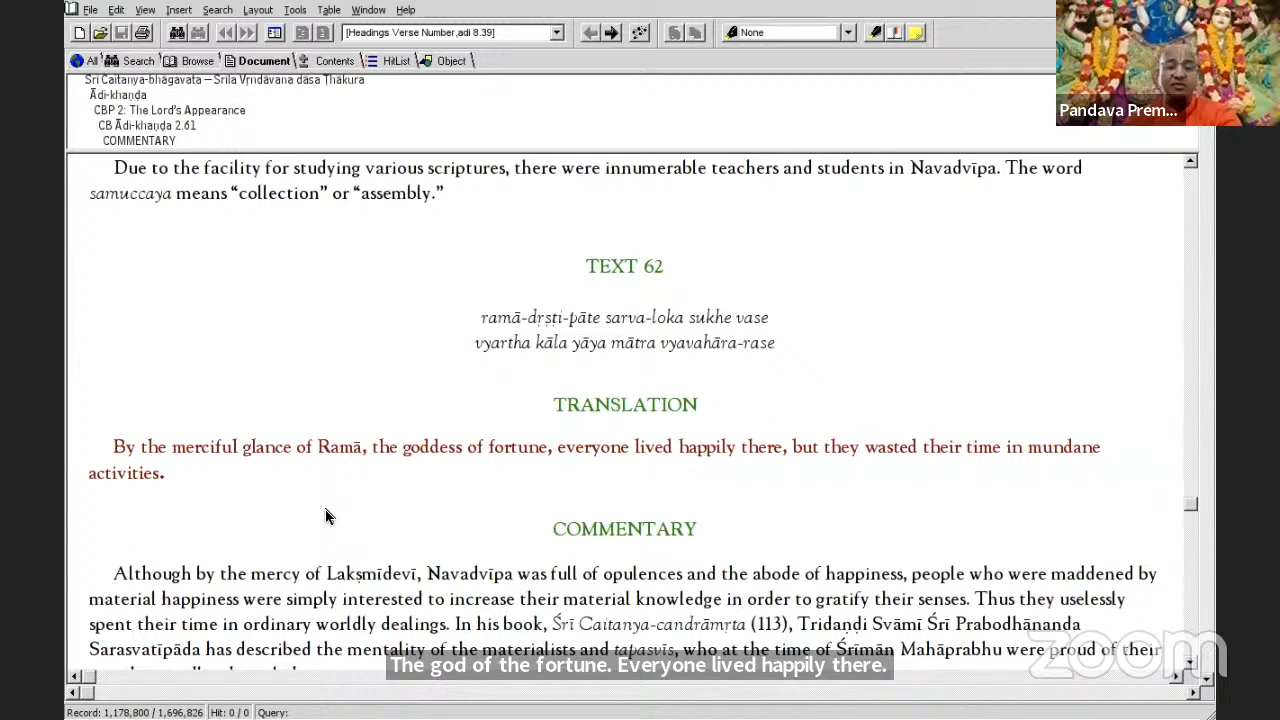 File Edit View Insert Search Layout Tools Table Window Help
[Headings Verse Number,adi 8.39]
None
All Search Browse Document Contents HitList Object
Pandava Prem...
Śrī Caitanya-bhāgavata — Śrīla Vṛndāvana dāsa Ṭhākura
Ādi-khaṇḍa
CBP 2: The Lord's Appearance
CB Ādi-khaṇḍa 2.61
COMMENTARY
Due to the facility for studying various scriptures, there were innumerable teachers and students in Navadvīpa. The word
samuccaya means “collection” or “assembly.”
TEXT 62
ramā-dṛṣṭi-pāte sarva-loka sukhe vase
vyartha kāla yāya mātra vyavahāra-rase
TRANSLATION
By the merciful glance of Ramā, the goddess of fortune, everyone lived happily there, but they wasted their time in mundane
activities.
COMMENTARY
Although by the mercy of Lakṣmīdevī, Navadvīpa was full of opulences and the abode of happiness, people who were maddened by
material happiness were simply interested to increase their material knowledge in order to gratify their senses. Thus they uselessly
spent their time in ordinary worldly dealings. In his book, Śrī Caitanya-candrāmṛta (113), Tridaṇḍi Svāmī Śrī Prabodhānanda
Sarasvatīpāda has described the mentality of the materialists and tapasvīs, who at the time of Śrīmān Mahāprabhu were proud of their
The god of the fortune. Everyone lived happily there.
zoom
Record: 1,178,800 / 1,696,826 Hit: 0 / 0 Query: